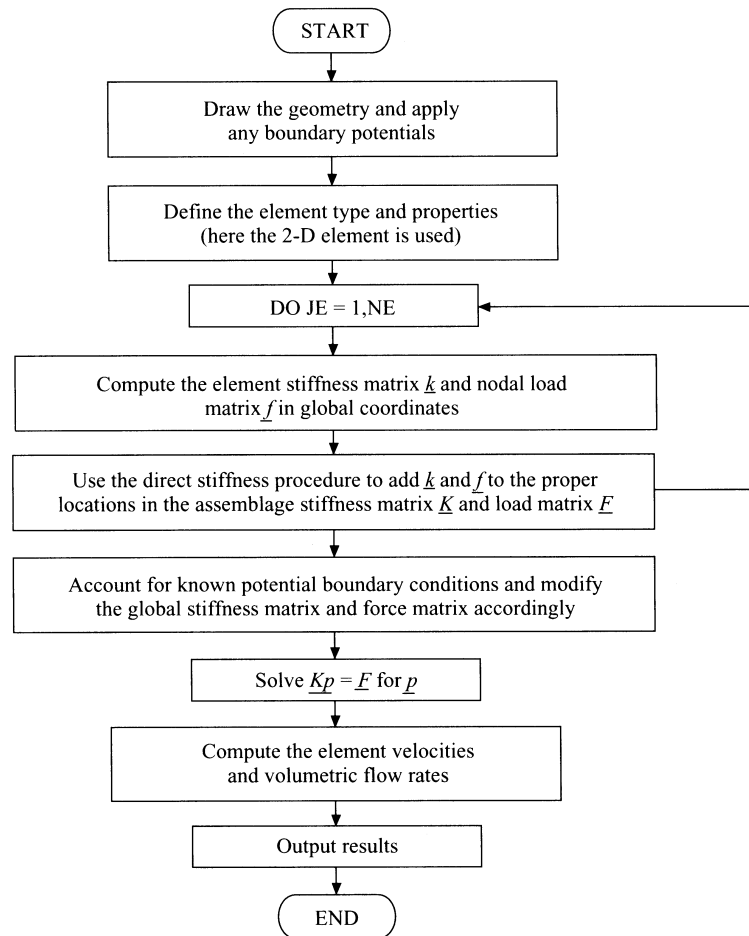 START
Draw the geometry and apply
any boundary potentials
Define the element type and properties
(here the 2-D element is used)
DO JE = 1,NE
Compute the element stiffness matrix k and nodal load
matrix f in global coordinates
Use the direct stiffness procedure to add k and f to the proper
locations in the assemblage stiffness matrix K and load matrix F
Account for known potential boundary conditions and modify
the global stiffness matrix and force matrix accordingly
Solve Kp = F for p
Compute the element velocities
and volumetric flow rates
Output results
END